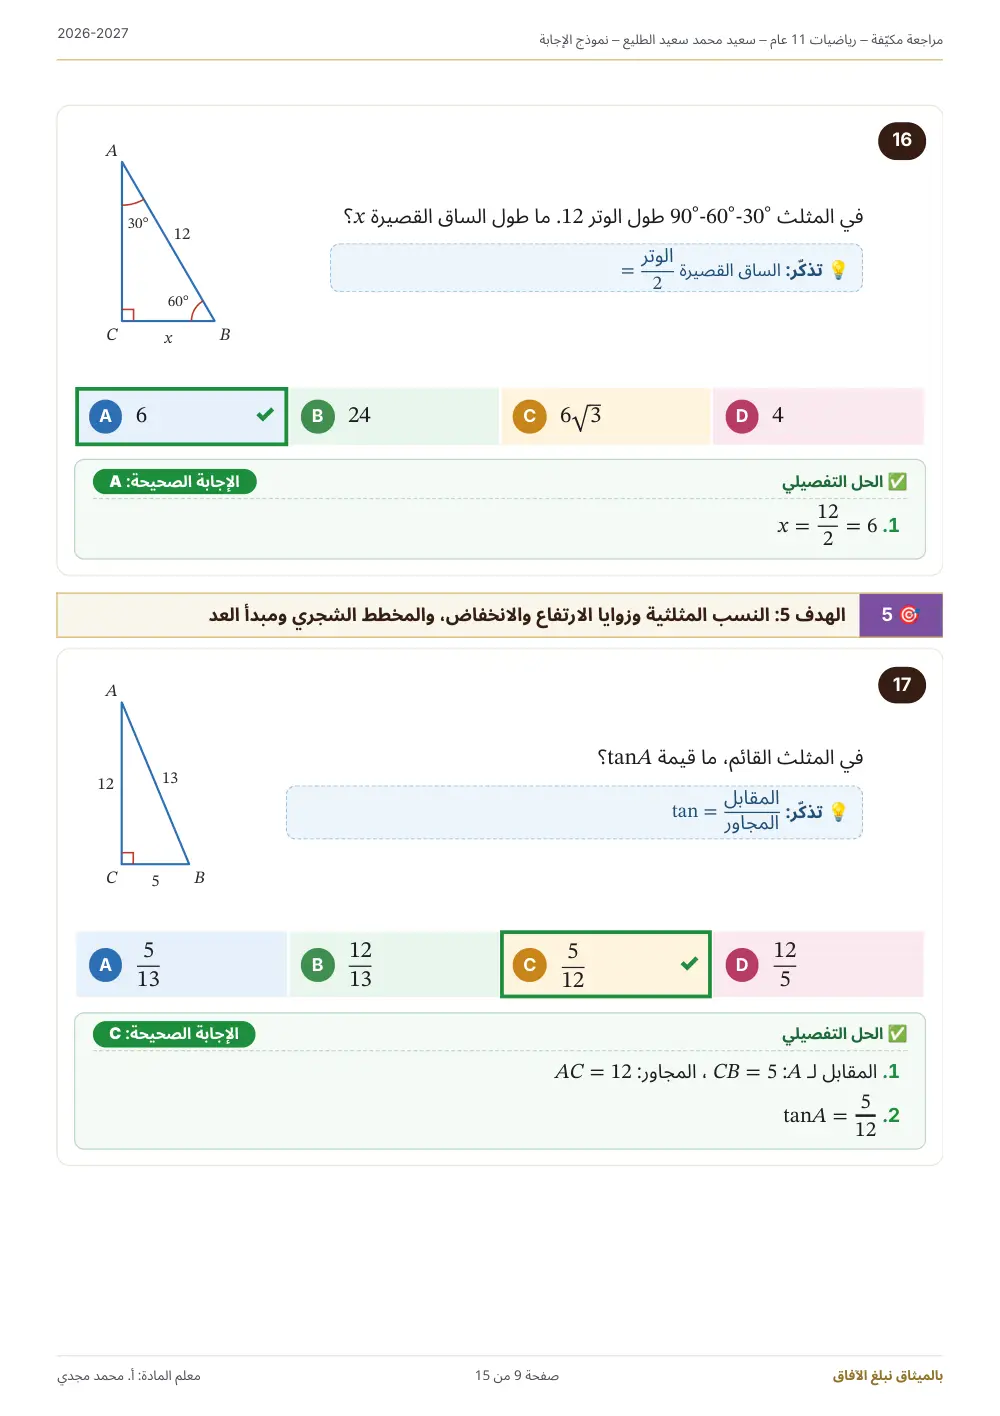 مراجعة مكيّفة – رياضيات 11 عام – سعيد محمد سعيد الطليع – نموذج الإجابة
2026-2027
16
في المثلث 30°-60°-90° طول الوتر 12. ما طول الساق القصيرة x؟
💡 تذكّر: الساق القصيرة = الوتر/2
A
30°
12
60°
C
x
B
A 6 ✔
B 24
C 6√3
D 4
✅ الحل التفصيلي
الإجابة الصحيحة: A
1. x = 12/2 = 6
🎯 5
الهدف 5: النسب المثلثية وزوايا الارتفاع والانخفاض، والمخطط الشجري ومبدأ العد
17
في المثلث القائم، ما قيمة tanA؟
💡 تذكّر: tan = المقابل/المجاور
A
12
13
C
5
B
A 5/13
B 12/13
C 5/12 ✔
D 12/5
✅ الحل التفصيلي
الإجابة الصحيحة: C
1. المقابل لـ A: CB = 5 ، المجاور: AC = 12
2. tanA = 5/12
بالميثاق نبلغ الآفاق
صفحة 9 من 15
معلم المادة: أ. محمد مجدي